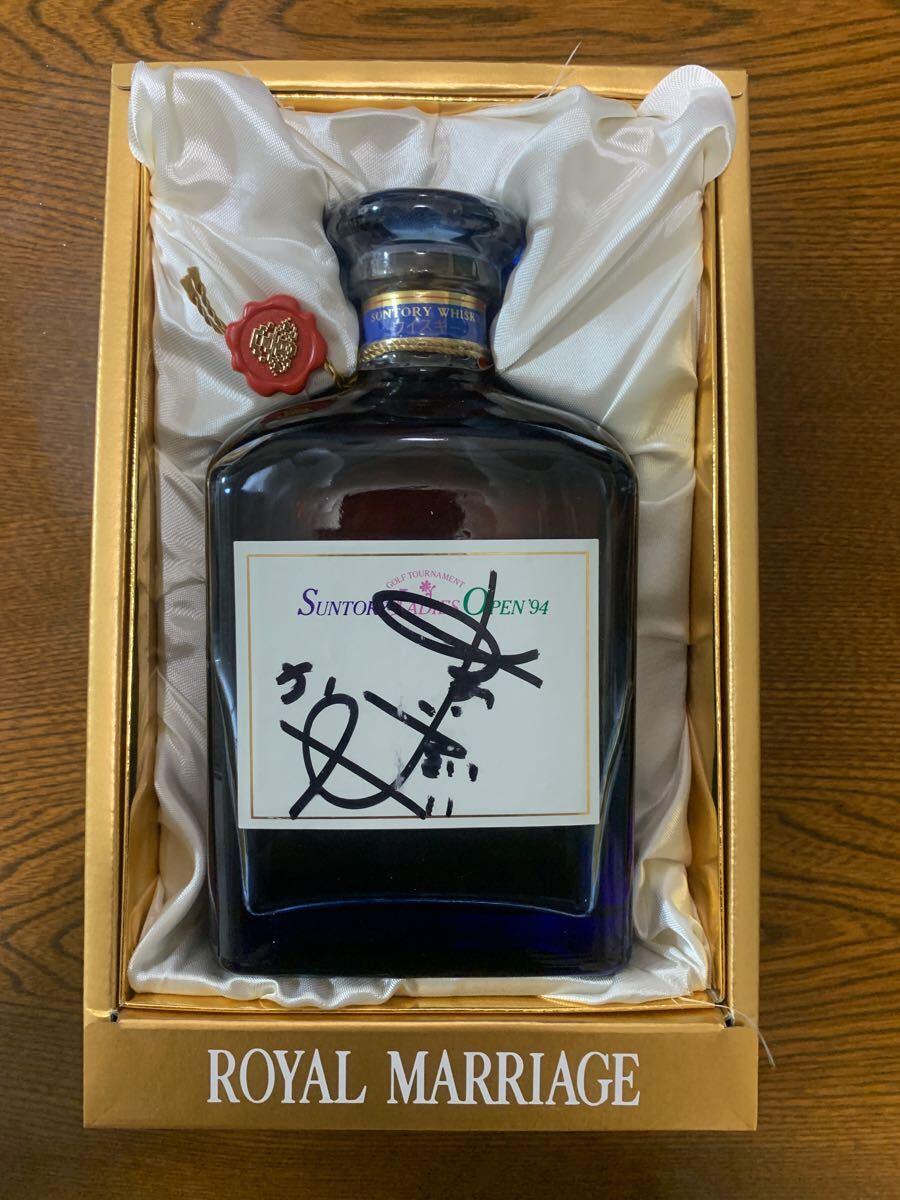 SUNTORY WHISKY
ウイスキー
GOLF TOURNAMENT
SUNTORY LADIES OPEN '94
ROYAL MARRIAGE